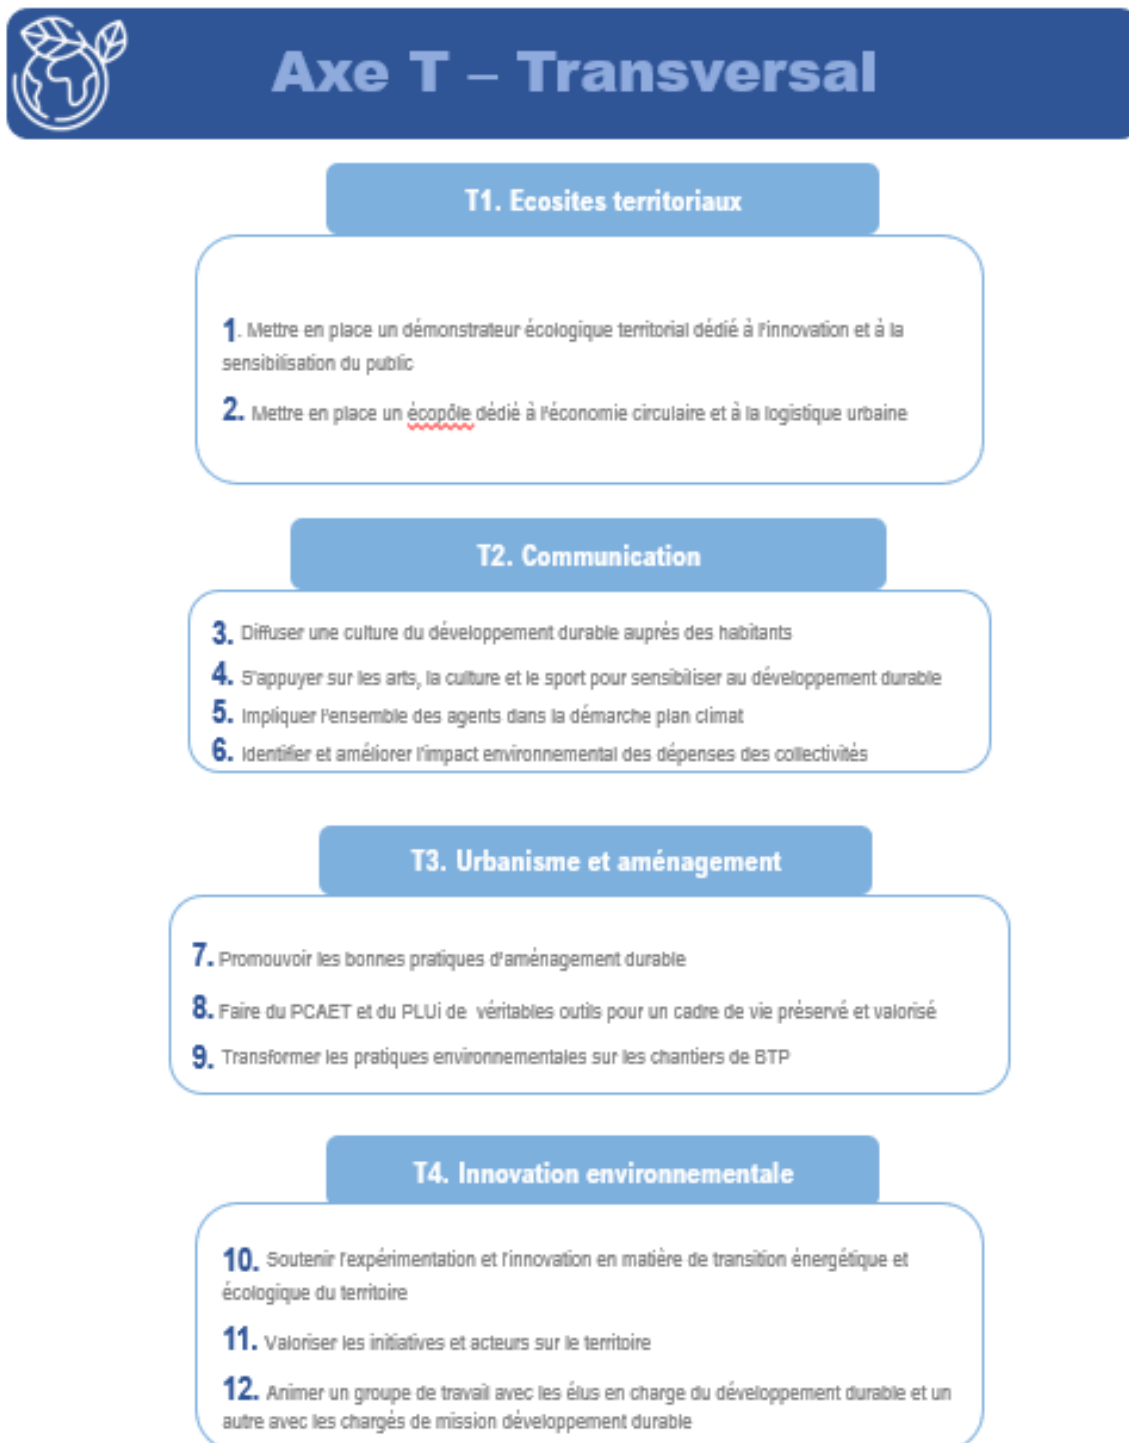 Axe T – Transversal
T1. Ecosites territoriaux
1. Mettre en place un démonstrateur écologique territorial dédié à l'innovation et à la
sensibilisation du public
2. Mettre en place un écopôle dédié à l'économie circulaire et à la logistique urbaine
T2. Communication
3. Diffuser une culture du développement durable auprès des habitants
4. S'appuyer sur les arts, la culture et le sport pour sensibiliser au développement durable
5. Impliquer l'ensemble des agents dans la démarche plan climat
6. Identifier et améliorer l'impact environnemental des dépenses des collectivités
T3. Urbanisme et aménagement
7. Promouvoir les bonnes pratiques d'aménagement durable
8. Faire du PCAET et du PLUi de véritables outils pour un cadre de vie préservé et valorisé
9. Transformer les pratiques environnementales sur les chantiers de BTP
T4. Innovation environnementale
10. Soutenir l'expérimentation et l'innovation en matière de transition énergétique et
écologique du territoire
11. Valoriser les initiatives et acteurs sur le territoire
12. Animer un groupe de travail avec les élus en charge du développement durable et un
autre avec les chargés de mission développement durable